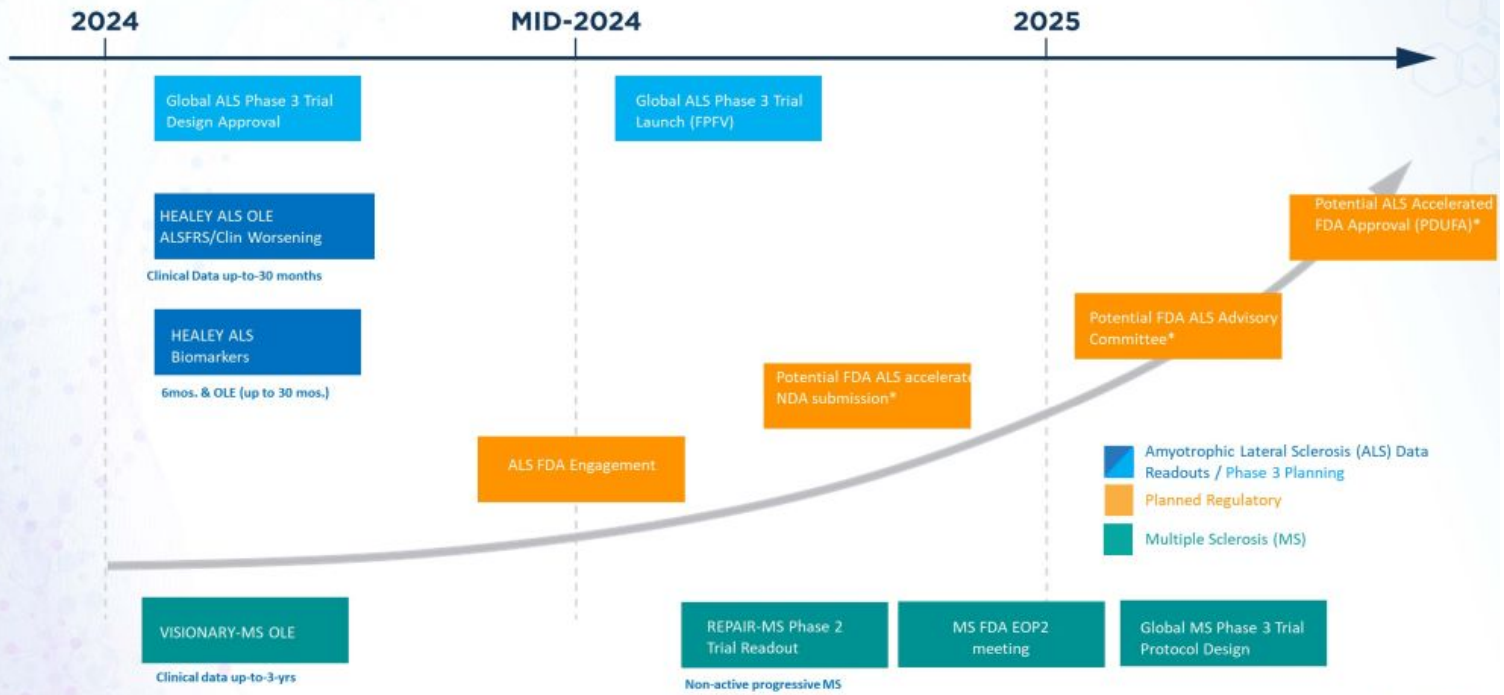 2024
MID-2024
2025
Global ALS Phase 3 Trial
Design Approval
Global ALS Phase 3 Trial
Launch (FPFV)
HEALEY ALS OLE
ALSFRS/Clin Worsening
Clinical Data up-to-30 months
Potential ALS Accelerated
FDA Approval (PDUFA)*
HEALEY ALS
Biomarkers
6mos. & OLE (up to 30 mos.)
Potential FDA ALS Advisory
Committee*
Potential FDA ALS accelerate
NDA submission*
ALS FDA Engagement
Amyotrophic Lateral Sclerosis (ALS) Data
Readouts / Phase 3 Planning
Planned Regulatory
Multiple Sclerosis (MS)
VISIONARY-MS OLE
Clinical data up-to-3-yrs
REPAIR-MS Phase 2
Trial Readout
Non-active progressive MS
MS FDA EOP2
meeting
Global MS Phase 3 Trial
Protocol Design